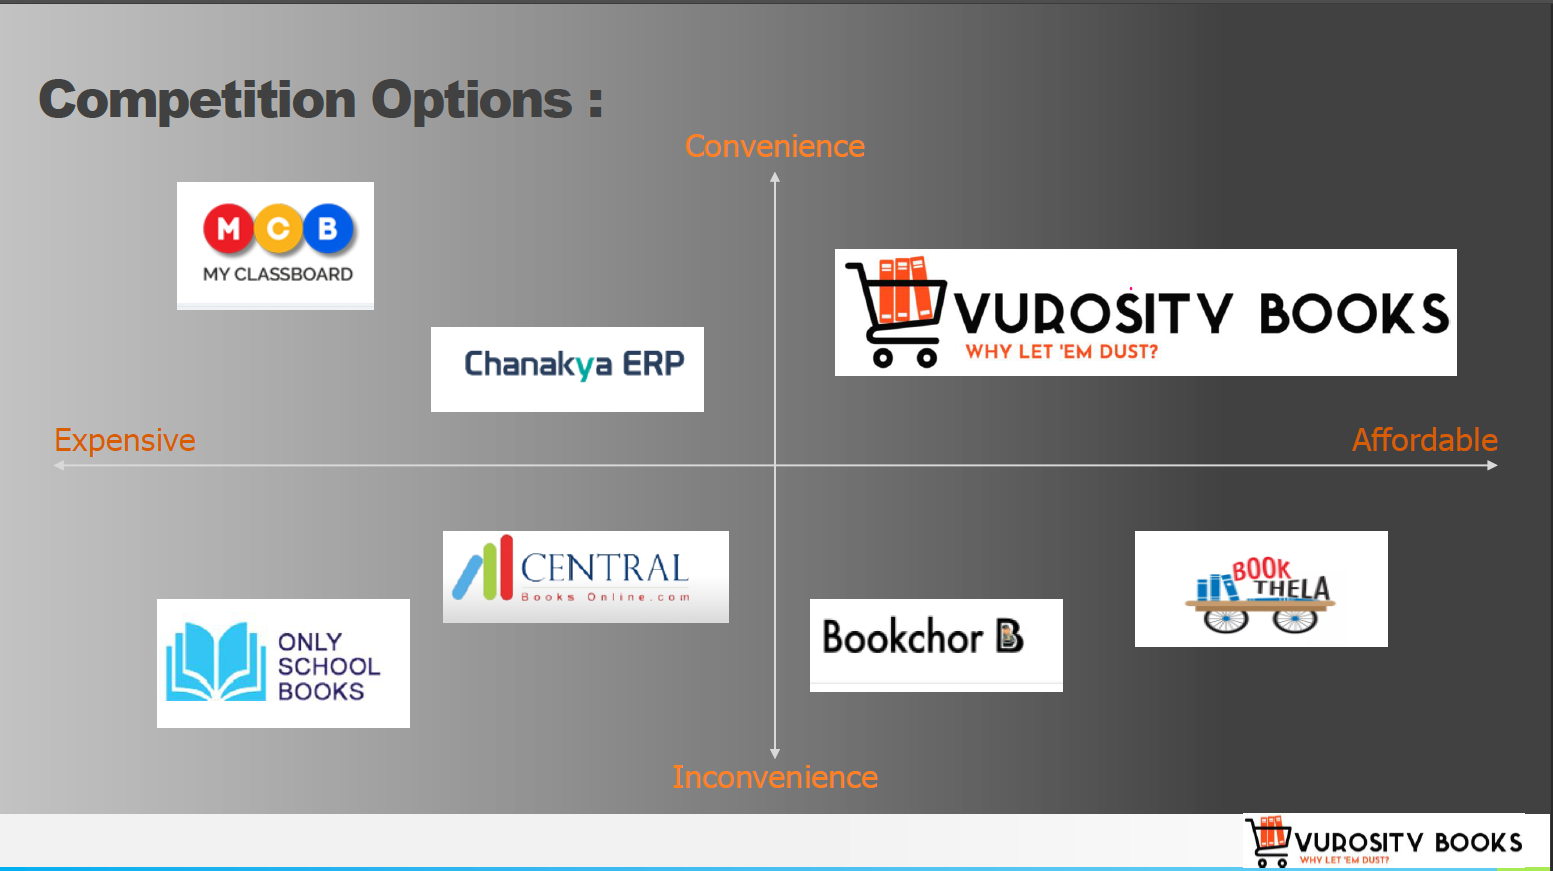 Competition Options :
Convenience
M C B
MY CLASSBOARD
VUROSITY BOOKS
WHY LET 'EM DUST?
Chanakya ERP
Expensive
Affordable
CENTRAL
Books Online.com
BOOK
THELA
ONLY
SCHOOL
BOOKS
Bookchor B
Inconvenience
VUROSITY BOOKS
WHY LET 'EM DUST?